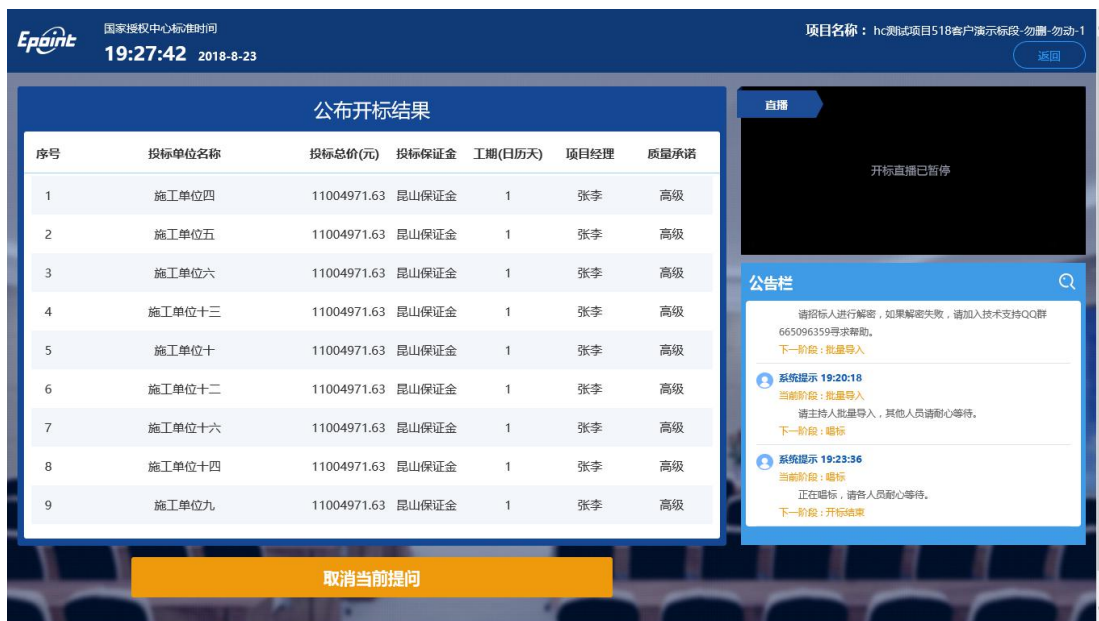 Epoint
国家授权中心标准时间
19:27:42 2018-8-23
项目名称：hc测试项目518客户演示标段-勿删-勿动-1
返回
公布开标结果
序号 投标单位名称 投标总价(元) 投标保证金 工期(日历天) 项目经理 质量承诺
1 施工单位四 11004971.63 昆山保证金 1 张李 高级
2 施工单位五 11004971.63 昆山保证金 1 张李 高级
3 施工单位六 11004971.63 昆山保证金 1 张李 高级
4 施工单位十三 11004971.63 昆山保证金 1 张李 高级
5 施工单位十 11004971.63 昆山保证金 1 张李 高级
6 施工单位十二 11004971.63 昆山保证金 1 张李 高级
7 施工单位十六 11004971.63 昆山保证金 1 张李 高级
8 施工单位十四 11004971.63 昆山保证金 1 张李 高级
9 施工单位九 11004971.63 昆山保证金 1 张李 高级
取消当前提问
直播
开标直播已暂停
公告栏
请招标人进行解密，如果解密失败，请加入技术支持QQ群
665096359寻求帮助。
下一阶段：批量导入
系统提示 19:20:18
当前阶段：批量导入
请主持人批量导入，其他人员请耐心等待。
下一阶段：唱标
系统提示 19:23:36
当前阶段：唱标
正在唱标，请各人员耐心等待。
下一阶段：开标结束